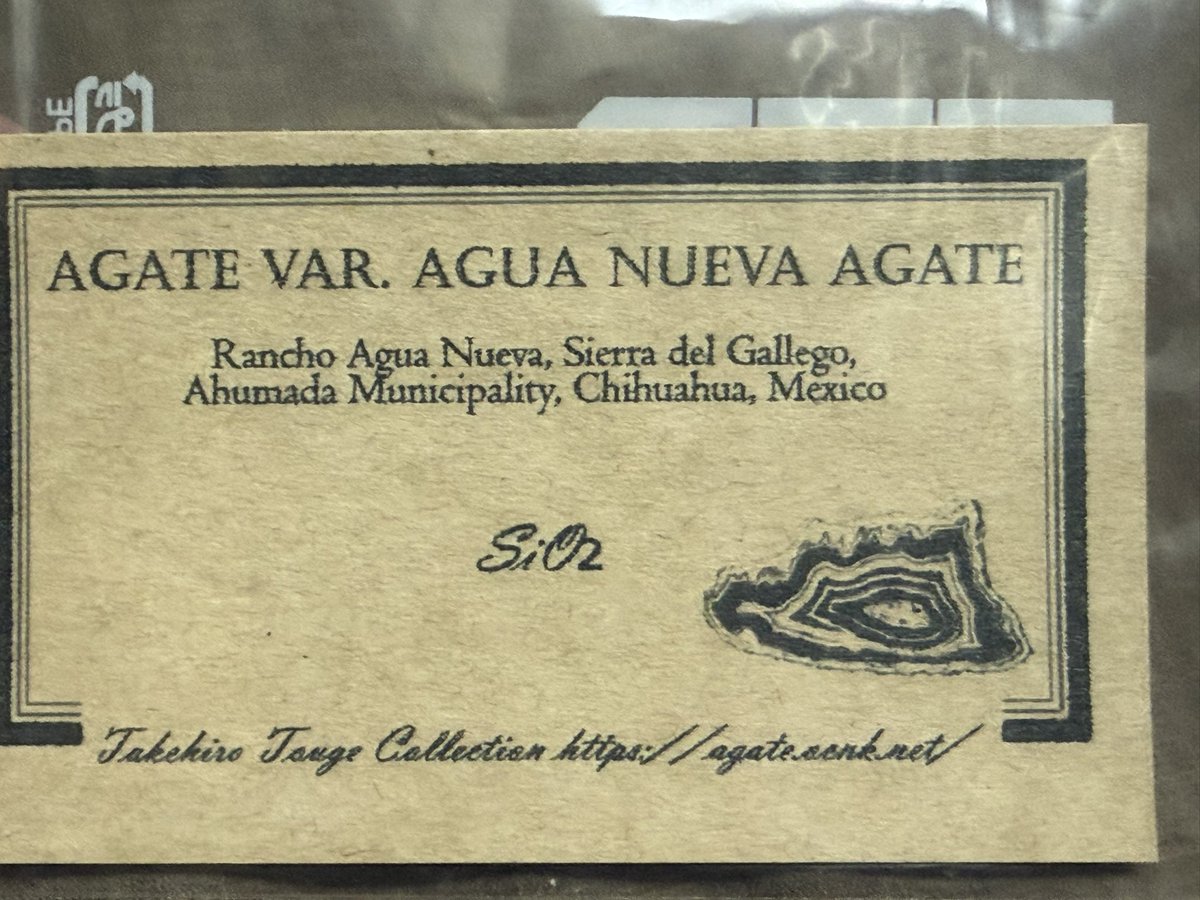 AGATE VAR. AGUA NUEVA AGATE
Rancho Agua Nueva, Sierra del Gallego,
Ahumada Municipality, Chihuahua, Mexico
SiO2
Takehiro Touge Collection https://agate.ocnk.net/